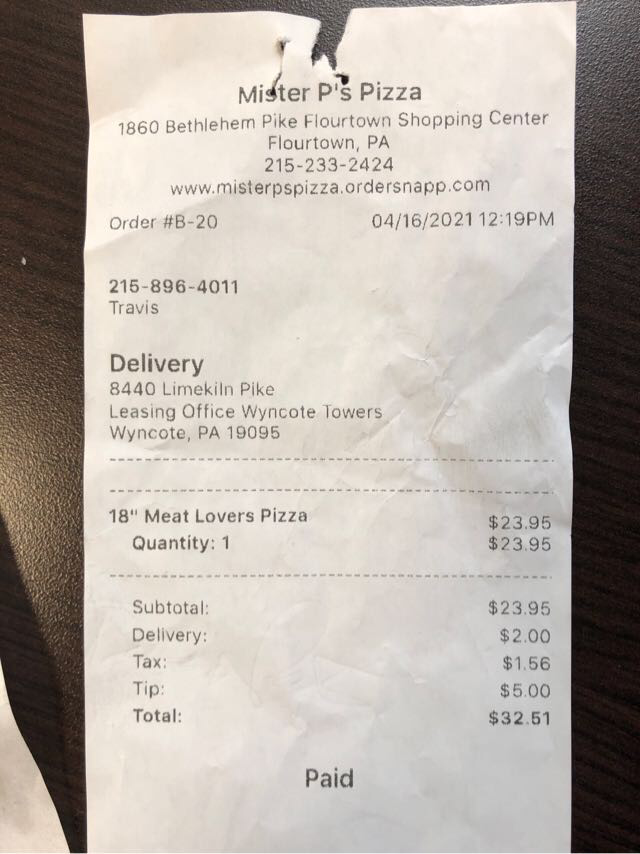 Mister P's Pizza
1860 Bethlehem Pike Flourtown Shopping Center
Flourtown, PA
215-233-2424
www.misterpspizza.ordersnapp.com
Order #B-20 04/16/2021 12:19PM
215-896-4011
Travis
Delivery
8440 Limekiln Pike
Leasing Office Wyncote Towers
Wyncote, PA 19095
18" Meat Lovers Pizza $23.95
Quantity: 1 $23.95
Subtotal: $23.95
Delivery: $2.00
Tax: $1.56
Tip: $5.00
Total: $32.51
Paid